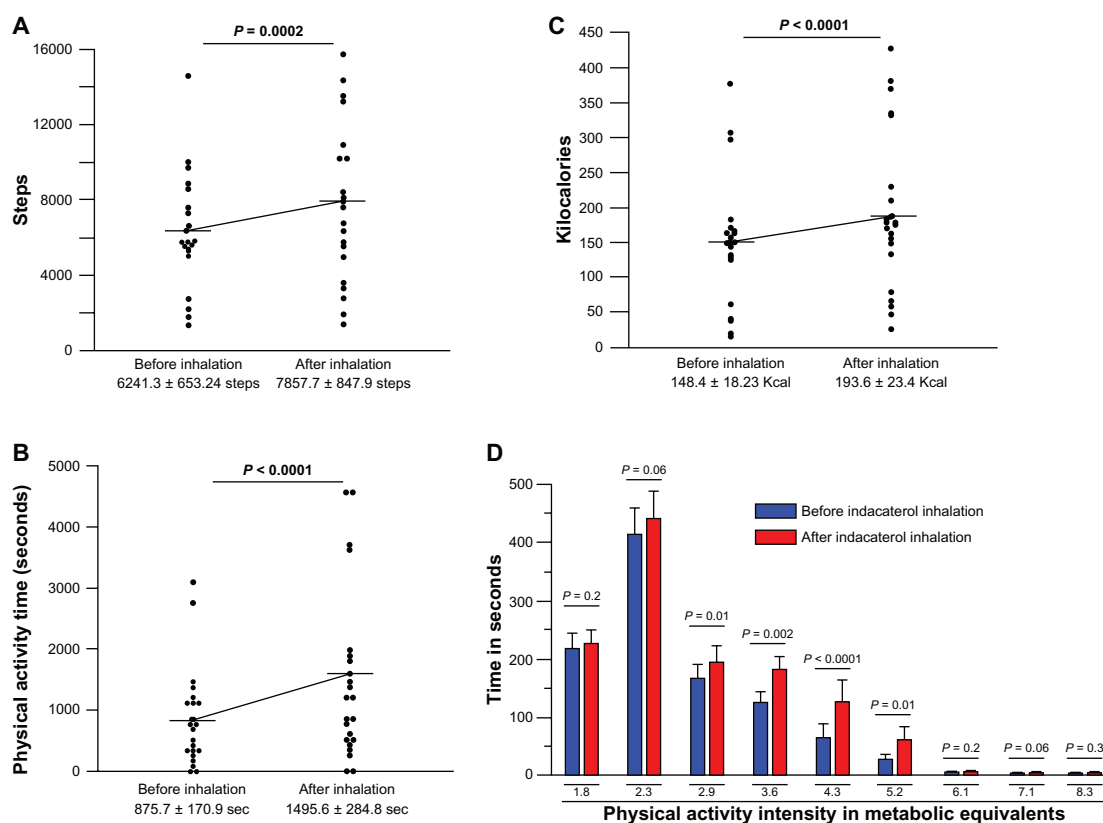 A
P = 0.0002
16000
12000
8000
4000
0
Steps
Before inhalation
6241.3 ± 653.24 steps
After inhalation
7857.7 ± 847.9 steps
C
P < 0.0001
450
400
350
300
250
200
150
100
50
0
Kilocalories
Before inhalation
148.4 ± 18.23 Kcal
After inhalation
193.6 ± 23.4 Kcal
B
P < 0.0001
5000
4000
3000
2000
1000
0
Physical activity time (seconds)
Before inhalation
875.7 ± 170.9 sec
After inhalation
1495.6 ± 284.8 sec
D
500
400
300
200
100
0
Time in seconds
P = 0.2
P = 0.06
P = 0.01
P = 0.002
P < 0.0001
P = 0.01
P = 0.2
P = 0.06
P = 0.3
Before indacaterol inhalation
After indacaterol inhalation
1.8 2.3 2.9 3.6 4.3 5.2 6.1 7.1 8.3
Physical activity intensity in metabolic equivalents